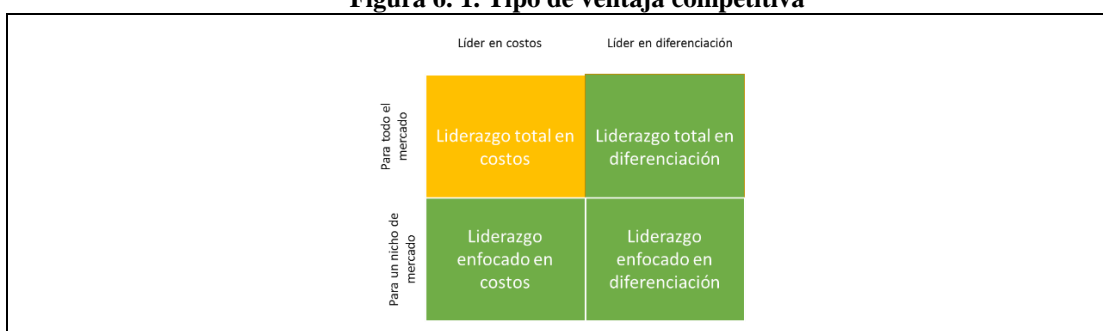 Figura 6. 1. Tipo de ventaja competitiva
Líder en costos
Líder en diferenciación
Para todo el
mercado
Liderazgo total en
costos
Liderazgo total en
diferenciación
Para un nicho de
mercado
Liderazgo
enfocado en
costos
Liderazgo
enfocado en
diferenciación